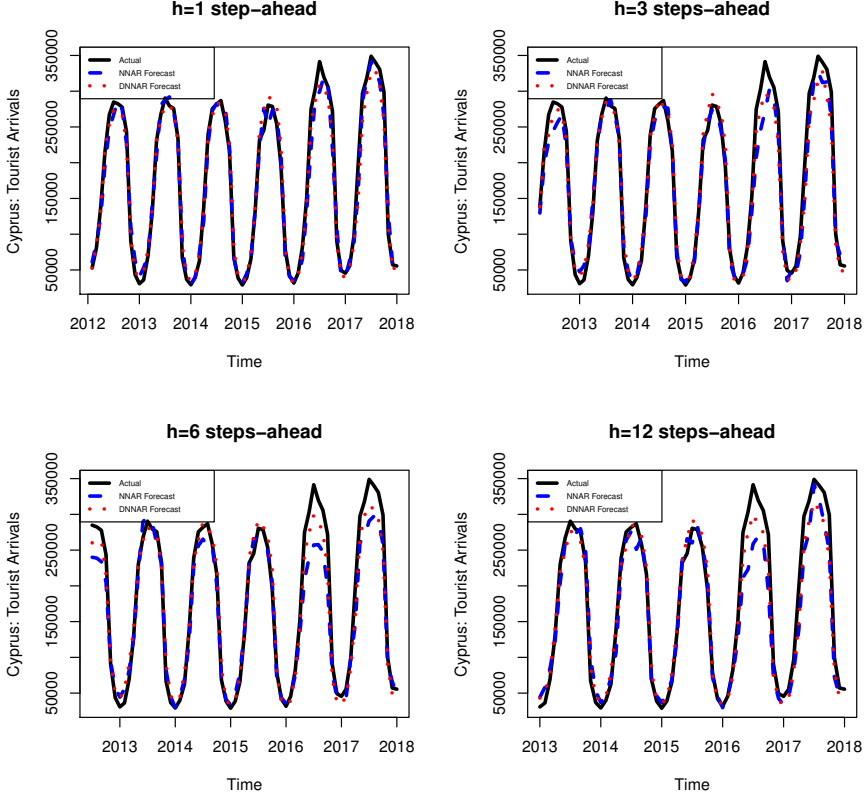 h=1 step−ahead
Cyprus: Tourist Arrivals
50000 150000 250000 350000
Actual
NNAR Forecast
DNNAR Forecast
2012 2013 2014 2015 2016 2017 2018
Time
h=3 steps−ahead
Cyprus: Tourist Arrivals
50000 150000 250000 350000
Actual
NNAR Forecast
DNNAR Forecast
2013 2014 2015 2016 2017 2018
Time
h=6 steps−ahead
Cyprus: Tourist Arrivals
50000 150000 250000 350000
Actual
NNAR Forecast
DNNAR Forecast
2013 2014 2015 2016 2017 2018
Time
h=12 steps−ahead
Cyprus: Tourist Arrivals
50000 150000 250000 350000
Actual
NNAR Forecast
DNNAR Forecast
2013 2014 2015 2016 2017 2018
Time